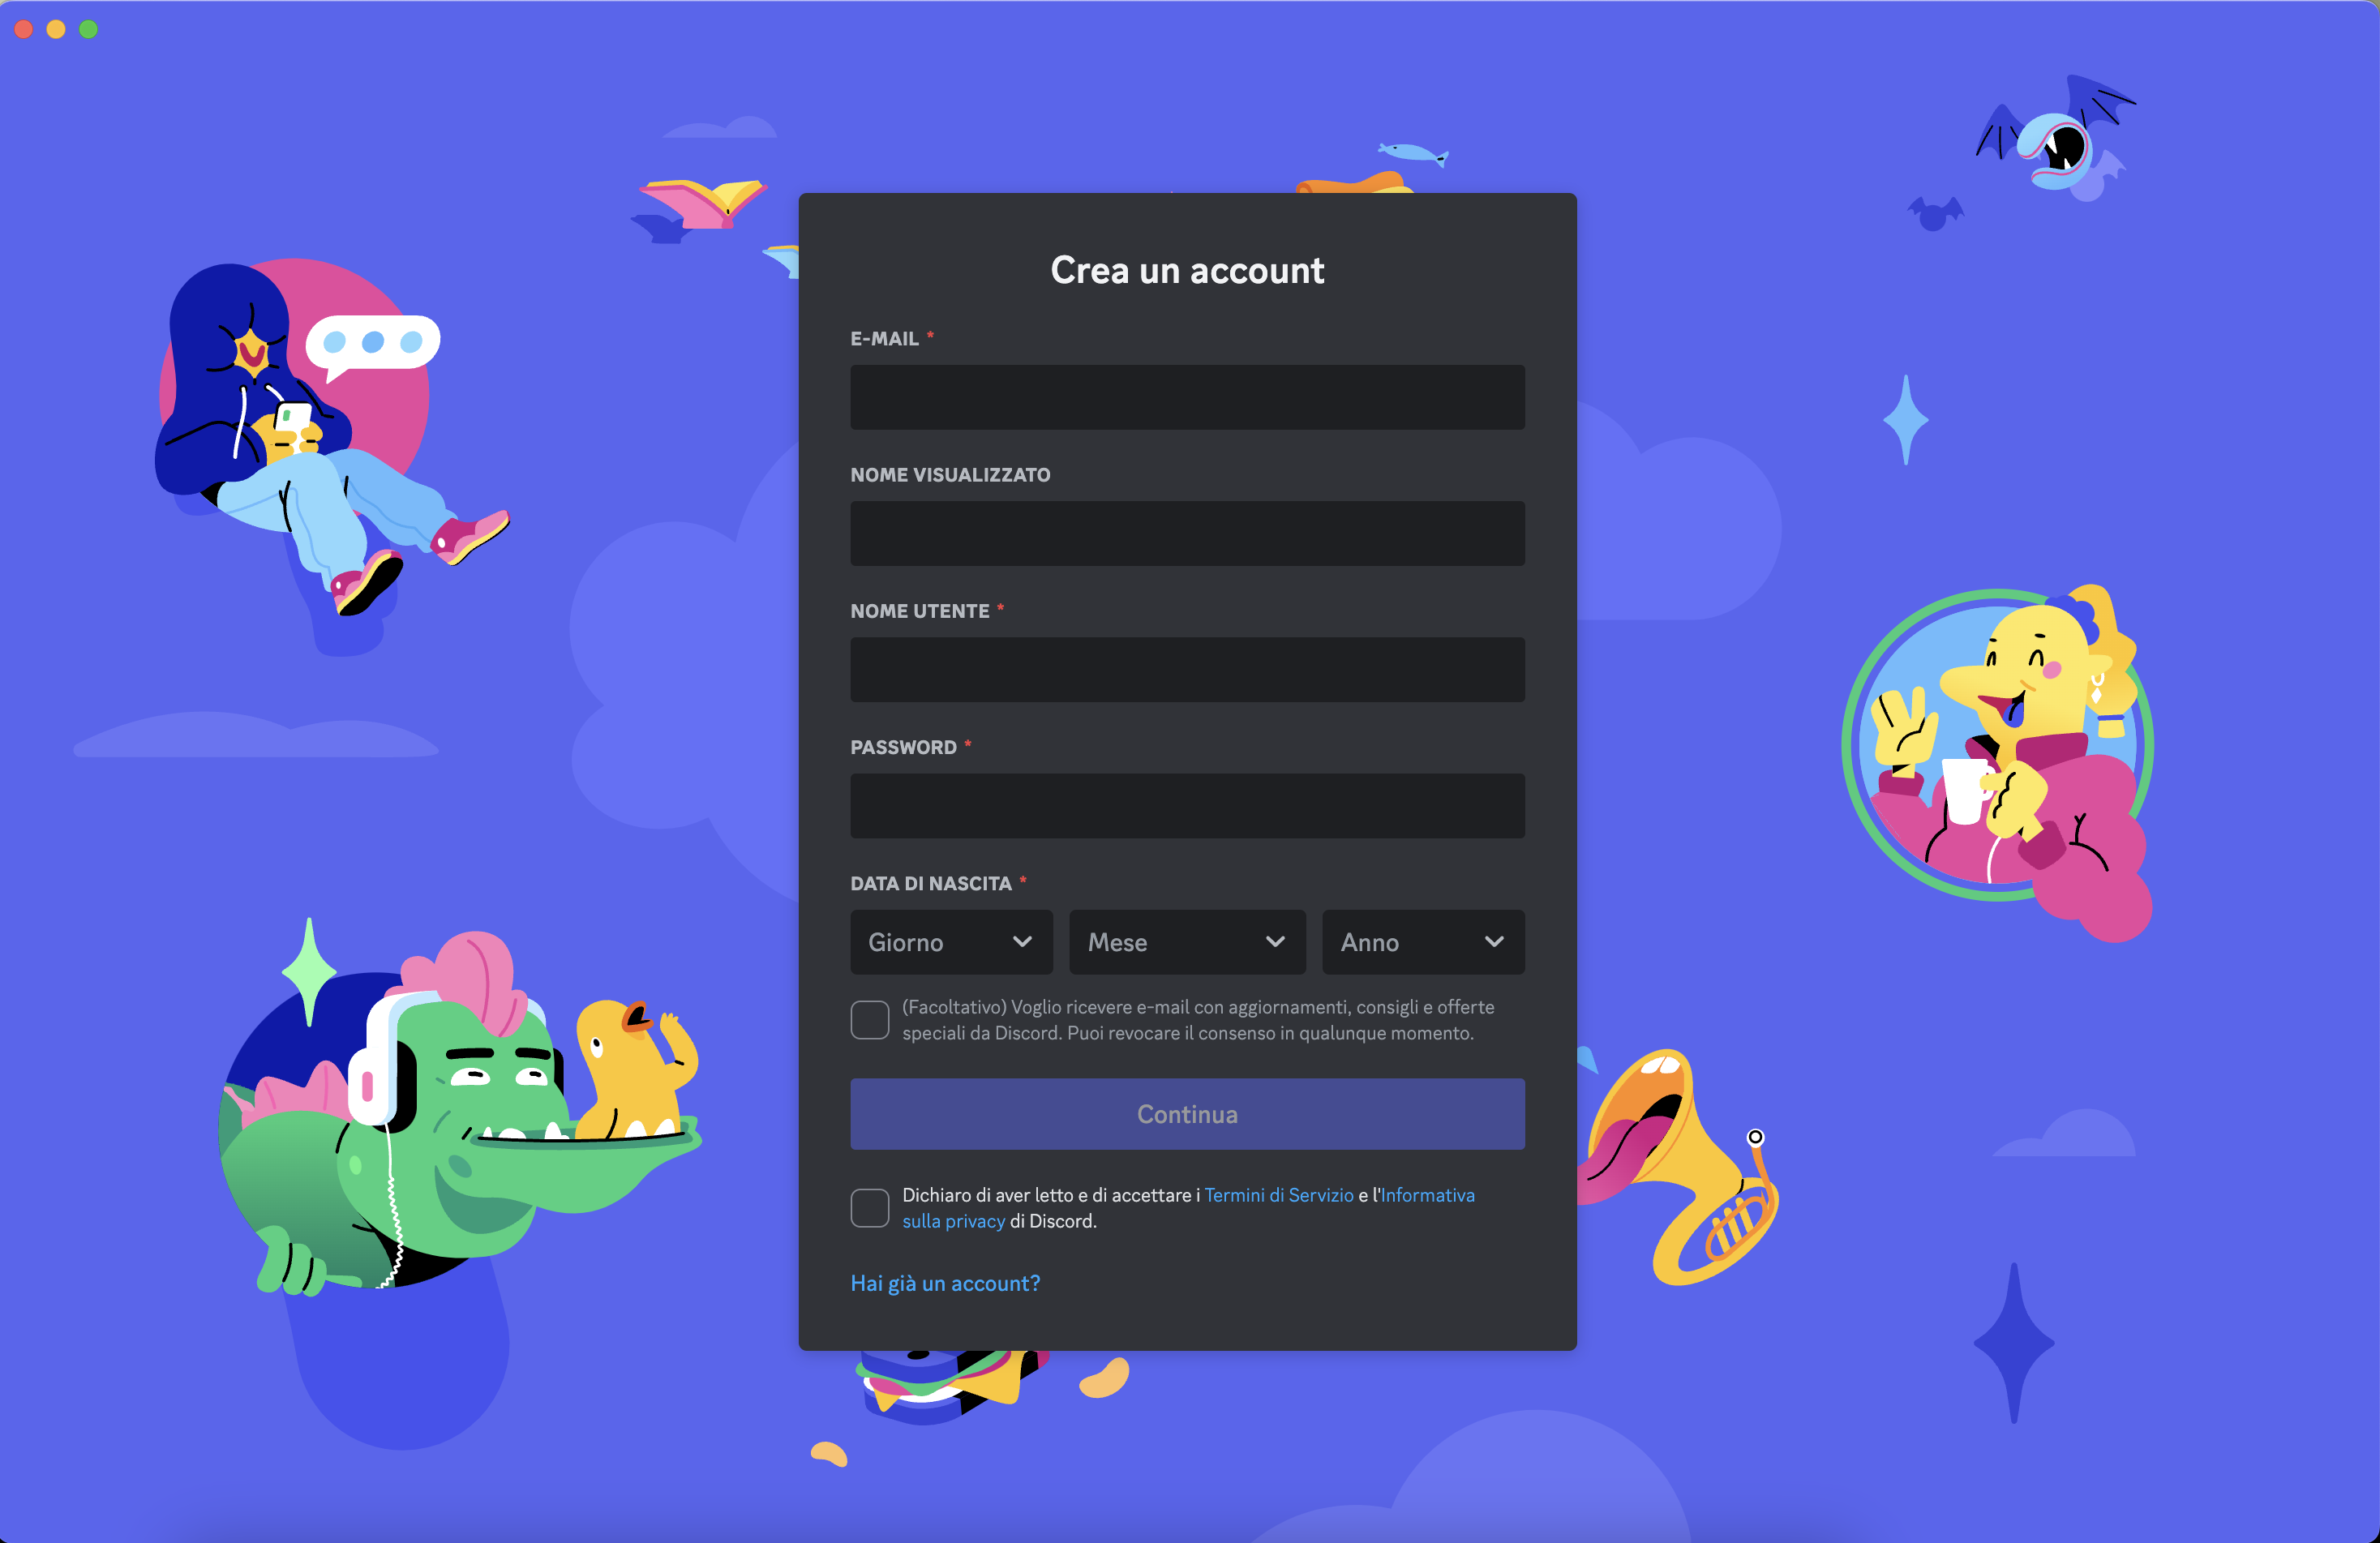 Crea un account
E-MAIL *
NOME VISUALIZZATO
NOME UTENTE *
PASSWORD *
DATA DI NASCITA *
Giorno Mese Anno
(Facoltativo) Voglio ricevere e-mail con aggiornamenti, consigli e offerte
speciali da Discord. Puoi revocare il consenso in qualunque momento.
Continua
Dichiaro di aver letto e di accettare i Termini di Servizio e l'Informativa
sulla privacy di Discord.
Hai già un account?